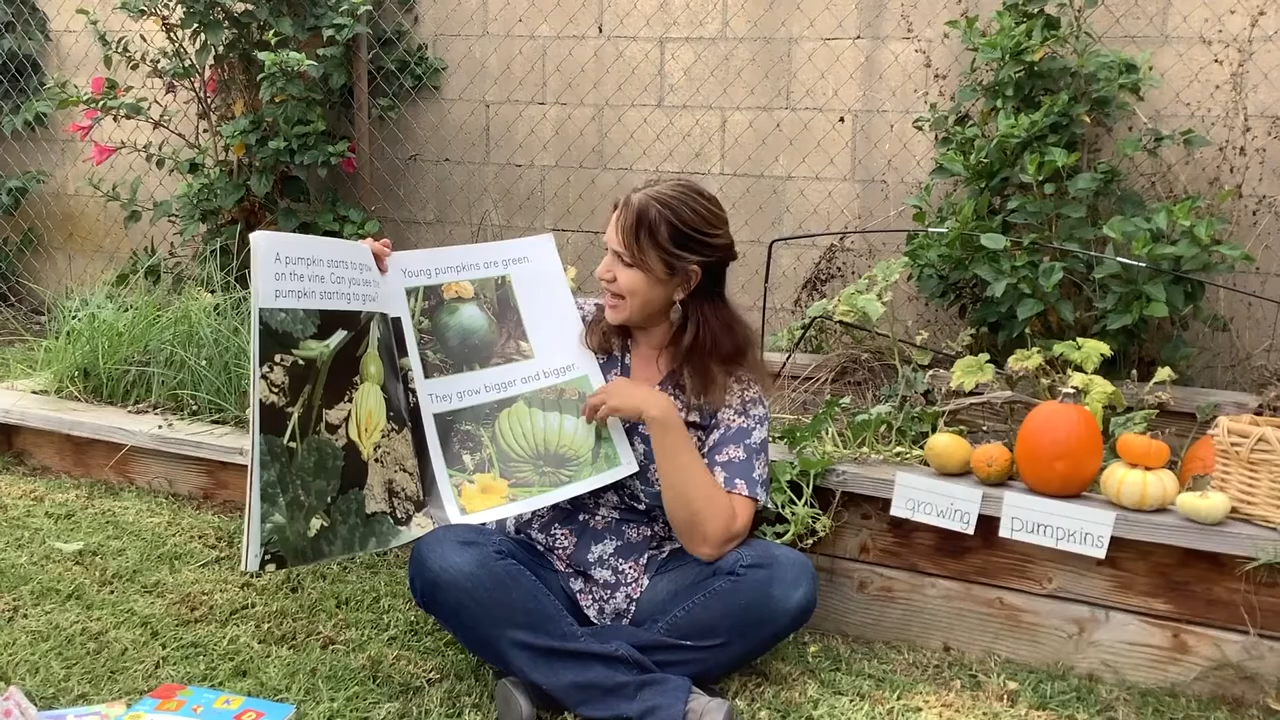 A pumpkin starts to grow
on the vine. Can you see the
pumpkin starting to grow?
Young pumpkins are green.
They grow bigger and bigger.
growing
pumpkins